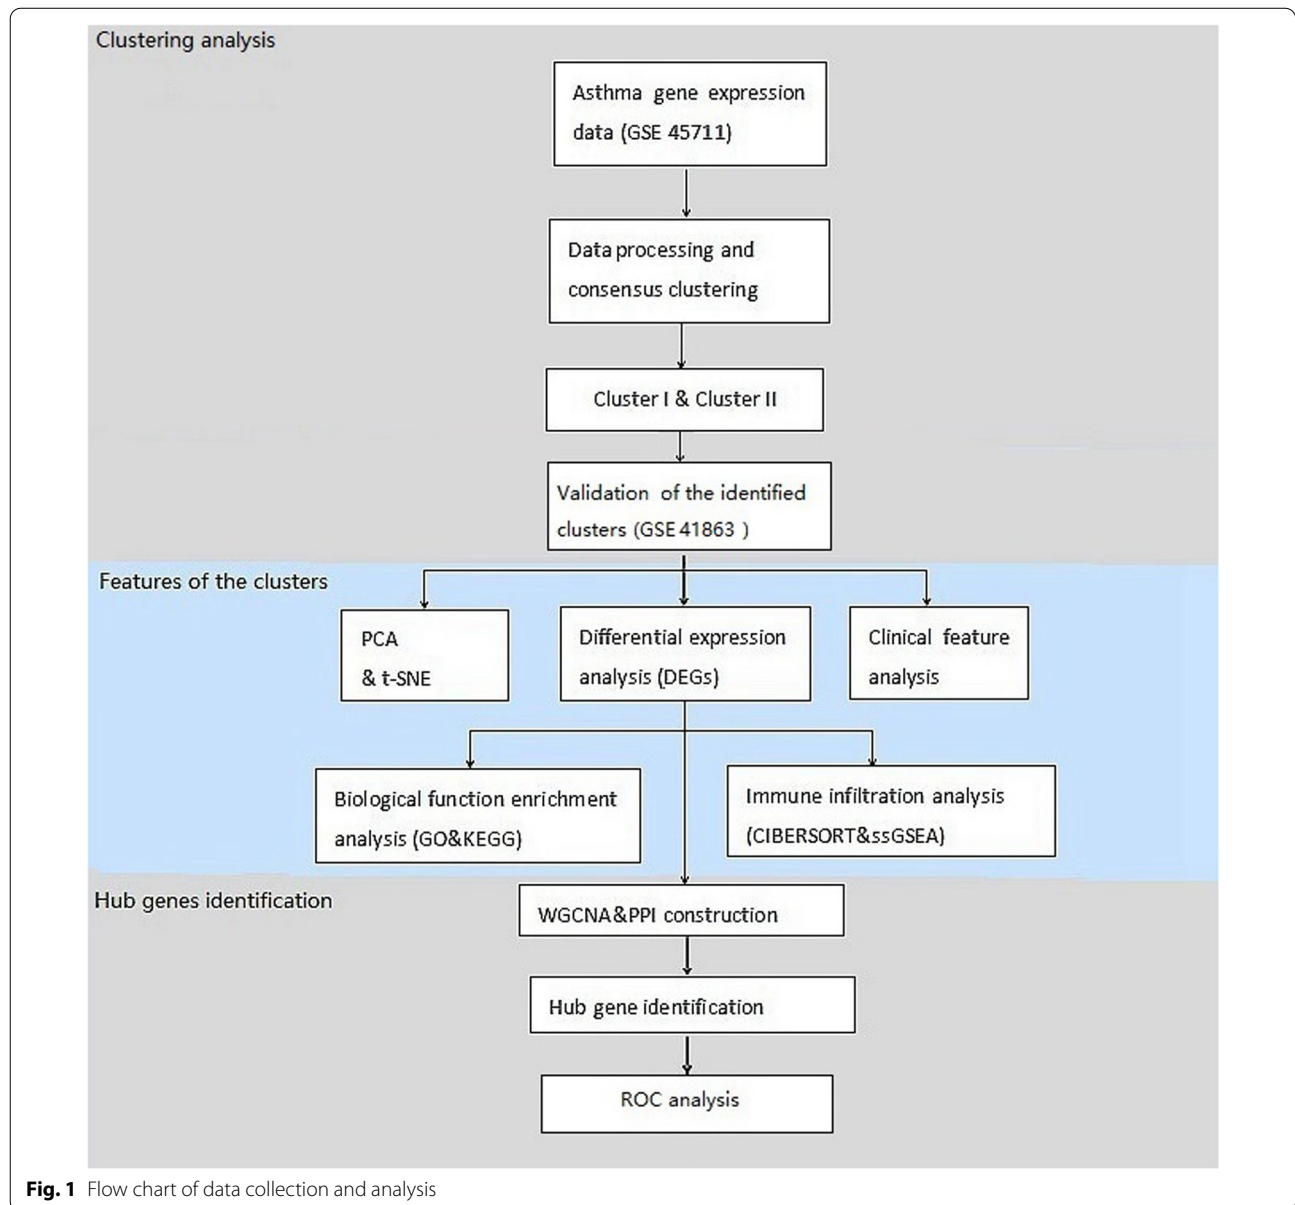 Clustering analysis
Asthma gene expression
data (GSE 45711)
Data processing and
consensus clustering
Cluster I & Cluster II
Validation of the identified
clusters (GSE 41863 )
Features of the clusters
PCA
& t-SNE
Differential expression
analysis (DEGs)
Clinical feature
analysis
Biological function enrichment
analysis (GO&KEGG)
Immune infiltration analysis
(CIBERSORT&ssGSEA)
Hub genes identification
WGCNA&PPI construction
Hub gene identification
ROC analysis
Fig. 1 Flow chart of data collection and analysis